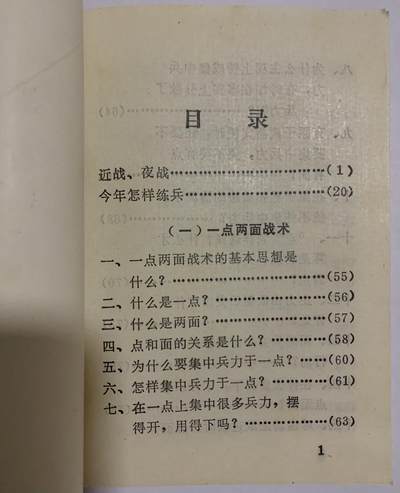 目录
近战、夜战……………………(1)
今年怎样练兵…………………(20)
(一)一点两面战术
一、一点两面战术的基本思想是
什么?……………………(55)
二、什么是一点?……………(56)
三、什么是两面?……………(57)
四、点和面的关系是什么?……(58)
五、为什么要集中兵力于一点?…(60)
六、怎样集中兵力于一点?……(61)
七、在一点上集中很多兵力,摆
得开,用得下吗?…………(63)
1